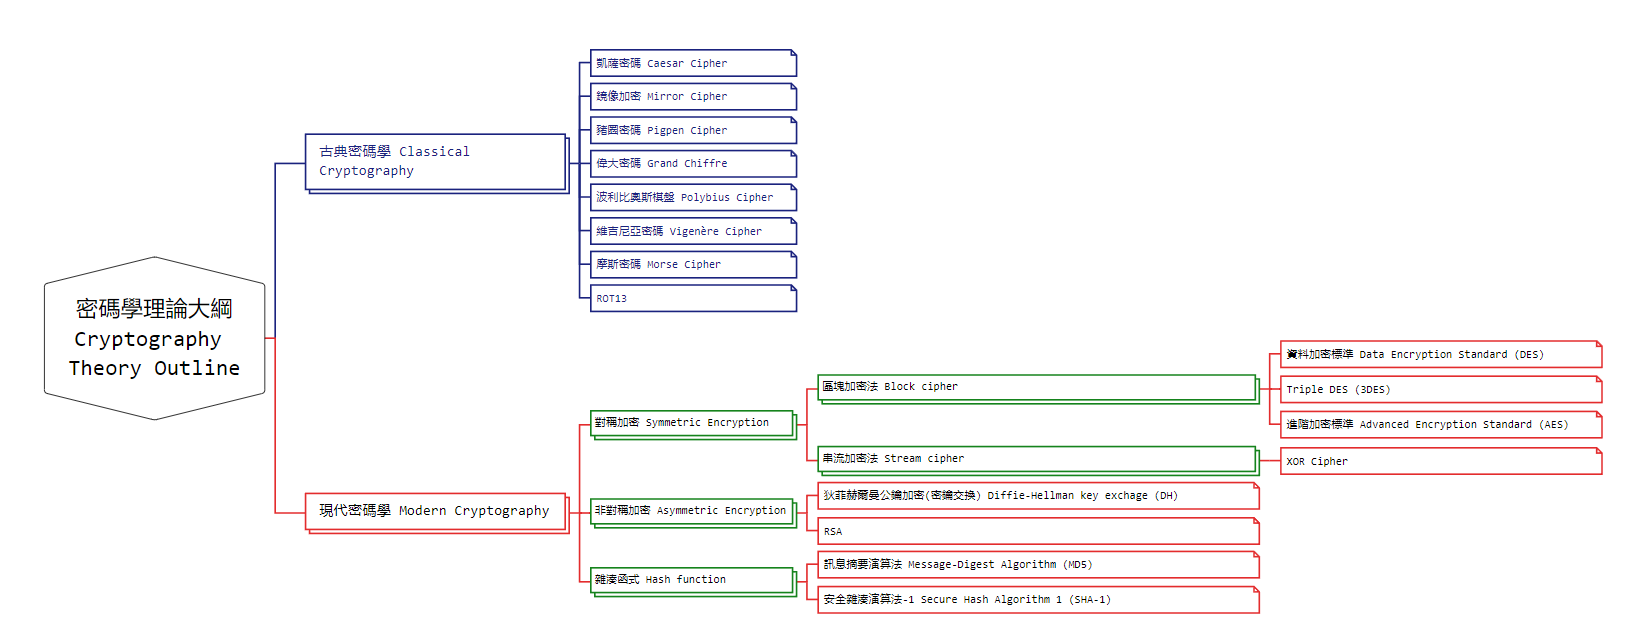 密碼學理論大綱
Cryptography
Theory Outline
古典密碼學 Classical
Cryptography
凱薩密碼 Caesar Cipher
鏡像加密 Mirror Cipher
豬圈密碼 Pigpen Cipher
偉大密碼 Grand Chiffre
波利比奧斯棋盤 Polybius Cipher
維吉尼亞密碼 Vigenère Cipher
摩斯密碼 Morse Cipher
ROT13
現代密碼學 Modern Cryptography
對稱加密 Symmetric Encryption
區塊加密法 Block cipher
資料加密標準 Data Encryption Standard (DES)
Triple DES (3DES)
進階加密標準 Advanced Encryption Standard (AES)
串流加密法 Stream cipher
XOR Cipher
非對稱加密 Asymmetric Encryption
狄菲赫爾曼公鑰加密(密鑰交換) Diffie-Hellman key exchage (DH)
RSA
雜湊函式 Hash function
訊息摘要演算法 Message-Digest Algorithm (MD5)
安全雜湊演算法-1 Secure Hash Algorithm 1 (SHA-1)